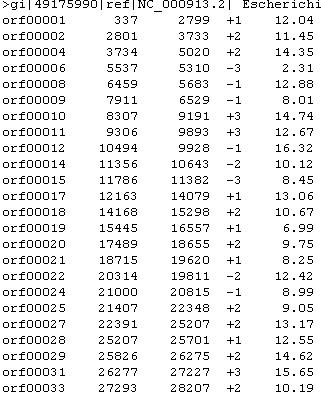 >gi|49175990|ref|NC_000913.2| Escherichi
orf00001 337 2799 +1 12.04
orf00002 2801 3733 +2 11.45
orf00004 3734 5020 +2 14.35
orf00006 5537 5310 -3 2.31
orf00008 6459 5683 -1 12.88
orf00009 7911 6529 -1 8.01
orf00010 8307 9191 +3 14.74
orf00011 9306 9893 +3 12.67
orf00012 10494 9928 -1 16.32
orf00014 11356 10643 -2 10.12
orf00015 11786 11382 -3 8.45
orf00017 12163 14079 +1 13.06
orf00018 14168 15298 +2 10.67
orf00019 15445 16557 +1 6.99
orf00020 17489 18655 +2 9.75
orf00021 18715 19620 +1 8.25
orf00022 20314 19811 -2 12.42
orf00024 21000 20815 -1 8.99
orf00025 21407 22348 +2 9.05
orf00027 22391 25207 +2 13.17
orf00028 25207 25701 +1 12.55
orf00029 25826 26275 +2 14.62
orf00031 26277 27227 +3 15.65
orf00033 27293 28207 +2 10.19